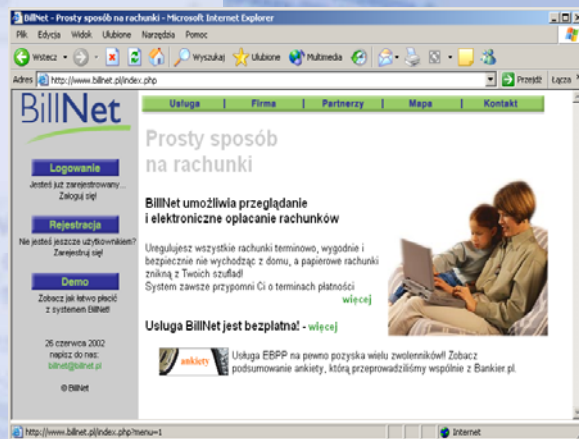 BillNet - Prosty sposób na rachunki - Microsoft Internet Explorer
Plik Edycja Widok Ulubione Narzędzia Pomoc
Wstecz Wyszukaj Ulubione Multimedia
Adres http://www.billnet.pl/index.php Przejdź Łącza
BillNet
Usługa | Firma | Partnerzy | Mapa | Kontakt
Prosty sposób
na rachunki
Logowanie
Jesteś już zarejestrowany...
Zaloguj się!
Rejestracja
Nie jesteś jeszcze użytkownikiem?
Zarejestruj się!
Demo
Zobacz jak łatwo płacić
z systemem BillNet!
26 czerwca 2002
napisz do nas:
billnet@billnet.pl
© BillNet
BillNet umożliwia przeglądanie
i elektroniczne opłacanie rachunków
Uregulujesz wszystkie rachunki terminowo, wygodnie i
bezpiecznie nie wychodząc z domu, a papierowe rachunki
znikną z Twoich szuflad!
System zawsze przypomni Ci o terminach płatności
więcej
Usługa BillNet jest bezpłatna! - więcej
ankiety
Usługa EBPP na pewno pozyska wielu zwolenników!! Zobacz
podsumowanie ankiety, którą przeprowadziliśmy wspólnie z Bankier.pl.
http://www.billnet.pl/index.php?menu=1 Internet